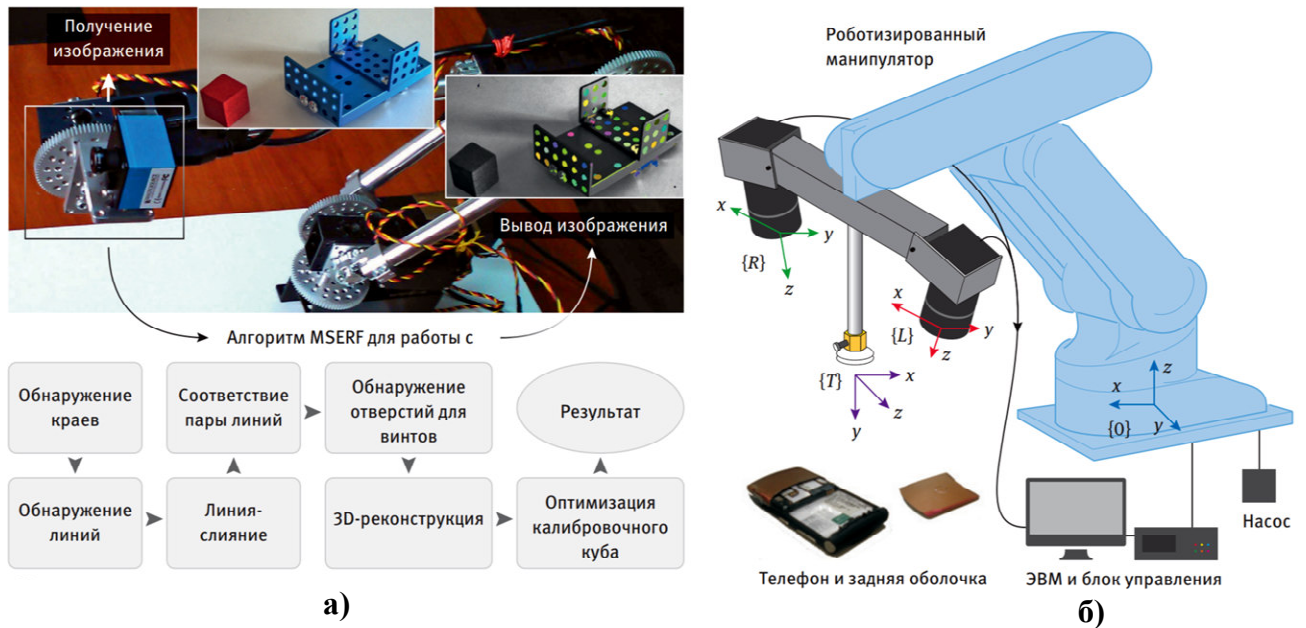 Получение
изображения
Вывод изображения
Алгоритм MSERF для работы с
Обнаружение
краев
Соответствие
пары линий
Обнаружение
отверстий для
винтов
Результат
Обнаружение
линий
Линия-
слияние
3D-реконструкция
Оптимизация
калибровочного
куба
а)
Роботизированный
манипулятор
x
y
{R}
z
x
{L}
y
z
{T}
x
z
y
z
x
{0}
y
Насос
Телефон и задняя оболочка
ЭВМ и блок управления
б)